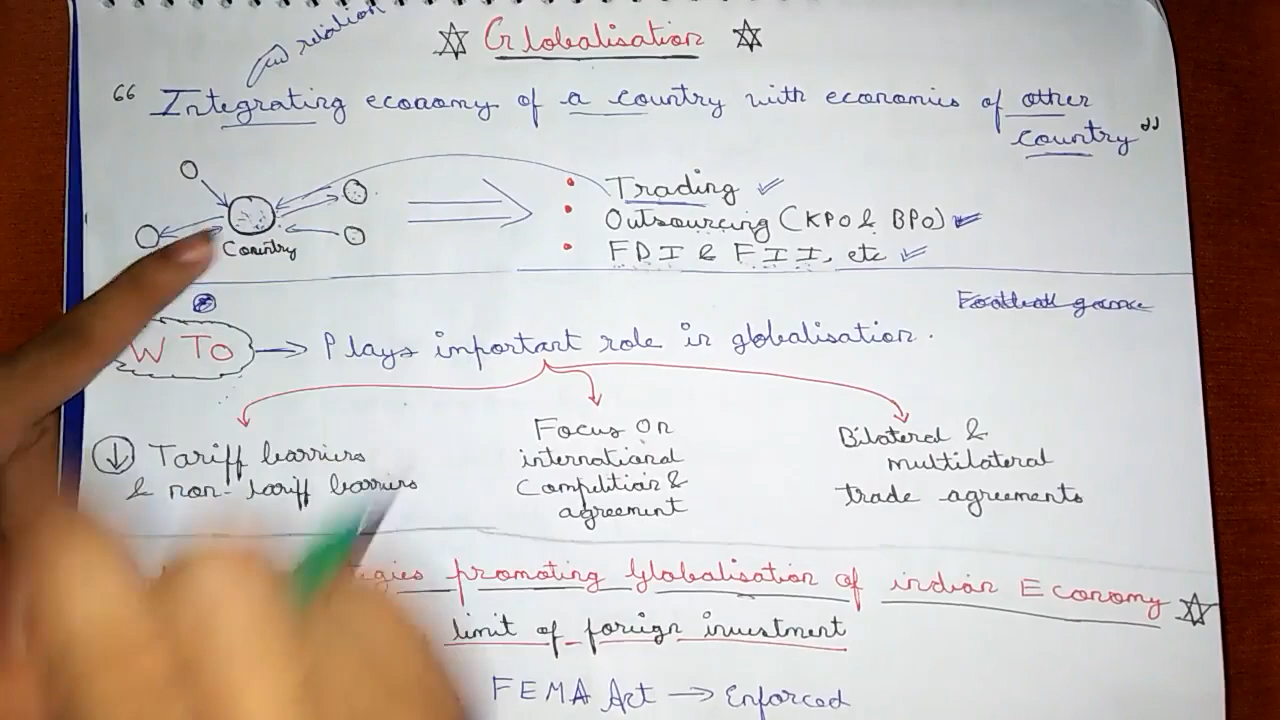 relation
Globalisation
"Integrating economy of a country with economies of other
country"
• Trading
• Outsourcing (KPO & BPO)
• FDI & FII, etc
Country
Football game
WTO → Plays important role in globalisation.
↓ Tariff barriers
& non-tariff barriers
Focus On
international
Competition &
agreement
Bilateral &
multilateral
trade agreements
promoting Globalisation of indian Economy
limit of foreign investment
FEMA Act → Enforced